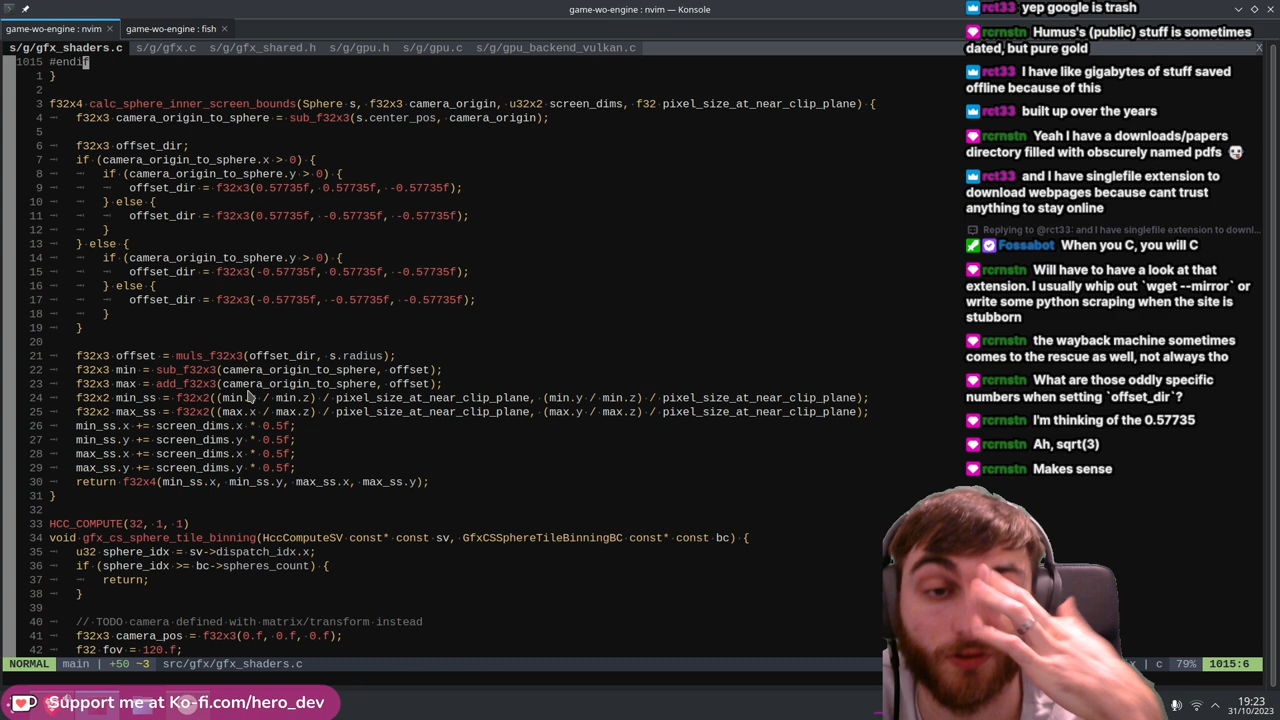 game-wo-engine : nvim — Konsole
game-wo-engine : nvim
game-wo-engine : fish
s/g/gfx_shaders.c s/g/gfx.c s/g/gfx_shared.h s/g/gpu.h s/g/gpu.c s/g/gpu_backend_vulkan.c X
1015 #endif
1 }
2
3 f32x4 calc_sphere_inner_screen_bounds(Sphere s, f32x3 camera_origin, u32x2 screen_dims, f32 pixel_size_at_near_clip_plane) {
4 f32x3 camera_origin_to_sphere = sub_f32x3(s.center_pos, camera_origin);
5
6 f32x3 offset_dir;
7 if (camera_origin_to_sphere.x > 0) {
8 if (camera_origin_to_sphere.y > 0) {
9 offset_dir = f32x3(0.57735f, 0.57735f, -0.57735f);
10 } else {
11 offset_dir = f32x3(0.57735f, -0.57735f, -0.57735f);
12 }
13 } else {
14 if (camera_origin_to_sphere.y > 0) {
15 offset_dir = f32x3(-0.57735f, 0.57735f, -0.57735f);
16 } else {
17 offset_dir = f32x3(-0.57735f, -0.57735f, -0.57735f);
18 }
19 }
20
21 f32x3 offset = muls_f32x3(offset_dir, s.radius);
22 f32x3 min = sub_f32x3(camera_origin_to_sphere, offset);
23 f32x3 max = add_f32x3(camera_origin_to_sphere, offset);
24 f32x2 min_ss = f32x2((min.x / min.z) / pixel_size_at_near_clip_plane, (min.y / min.z) / pixel_size_at_near_clip_plane);
25 f32x2 max_ss = f32x2((max.x / max.z) / pixel_size_at_near_clip_plane, (max.y / max.z) / pixel_size_at_near_clip_plane);
26 min_ss.x += screen_dims.x * 0.5f;
27 min_ss.y += screen_dims.y * 0.5f;
28 max_ss.x += screen_dims.x * 0.5f;
29 max_ss.y += screen_dims.y * 0.5f;
30 return f32x4(min_ss.x, min_ss.y, max_ss.x, max_ss.y);
31 }
32
33 HCC_COMPUTE(32, 1, 1)
34 void gfx_cs_sphere_tile_binning(HccComputeSV const* const sv, GfxCSSphereTileBinningBC const* const bc) {
35 u32 sphere_idx = sv->dispatch_idx.x;
36 if (sphere_idx >= bc->spheres_count) {
37 return;
38 }
39
40 // TODO camera defined with matrix/transform instead
41 f32x3 camera_pos = f32x3(0.f, 0.f, 0.f);
42 f32 fov = 120.f;
NORMAL main | +50 ~3 src/gfx/gfx_shaders.c | c 79% 1015:6
rct33 yep google is trash
rcrnstn Humus's (public) stuff is sometimes
dated, but pure gold
rct33 I have like gigabytes of stuff saved
offline because of this
rct33 built up over the years
rcrnstn Yeah I have a downloads/papers
directory filled with obscurely named pdfs
rct33 and I have singlefile extension to
download webpages because cant trust
anything to stay online
Replying to @rct33: and I have singlefile extension to downl...
Fossabot When you C, you will C
rcrnstn Will have to have a look at that
extension. I usually whip out `wget --mirror` or
write some python scraping when the site is
stubborn
rcrnstn the wayback machine sometimes
comes to the rescue as well, not always tho
rcrnstn What are those oddly specific
numbers when setting `offset_dir`?
rcrnstn I'm thinking of the 0.57735
rcrnstn Ah, sqrt(3)
rcrnstn Makes sense
Support me at Ko-fi.com/hero_dev
19:23
31/10/2023